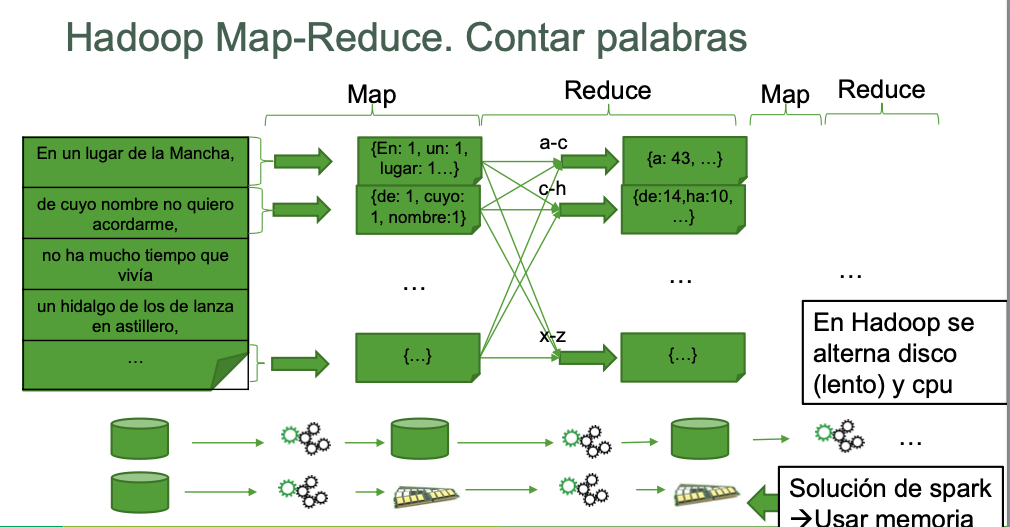 Hadoop Map-Reduce. Contar palabras
Map
Reduce
Map
Reduce
En un lugar de la Mancha,
de cuyo nombre no quiero
acordarme,
no ha mucho tiempo que
vivía
un hidalgo de los de lanza
en astillero,
…
{En: 1, un: 1,
lugar: 1…}
{de: 1, cuyo:
1, nombre:1}
…
{…}
a-c
c-h
x-z
{a: 43, …}
{de:14,ha:10,
…}
…
{…}
…
En Hadoop se
alterna disco
(lento) y cpu
…
Solución de spark
→Usar memoria